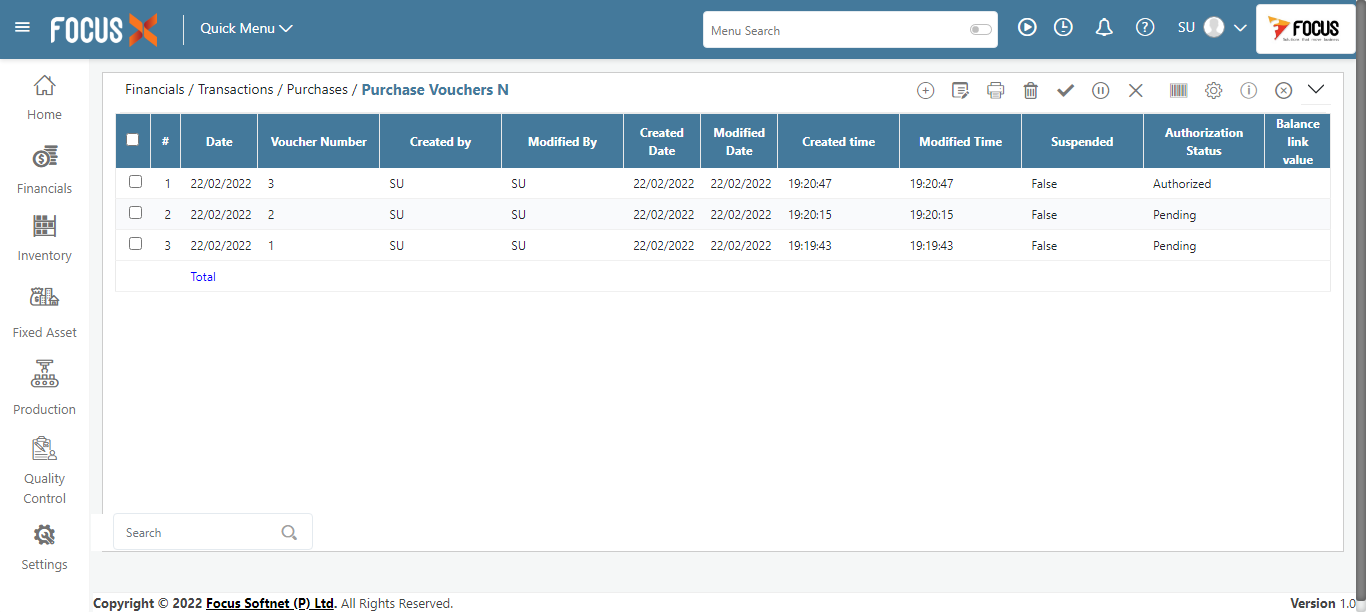 FOCUS X
Quick Menu
Menu Search
SU
FOCUS
Home
Financials
Inventory
Fixed Asset
Production
Quality
Control
Settings
Financials / Transactions / Purchases / Purchase Vouchers N
# Date Voucher Number Created by Modified By Created Date Modified Date Created time Modified Time Suspended Authorization Status Balance link value
1 22/02/2022 3 SU SU 22/02/2022 22/02/2022 19:20:47 19:20:47 False Authorized
2 22/02/2022 2 SU SU 22/02/2022 22/02/2022 19:20:15 19:20:15 False Pending
3 22/02/2022 1 SU SU 22/02/2022 22/02/2022 19:19:43 19:19:43 False Pending
Total
Search
Copyright © 2022 Focus Softnet (P) Ltd. All Rights Reserved.
Version 1.0